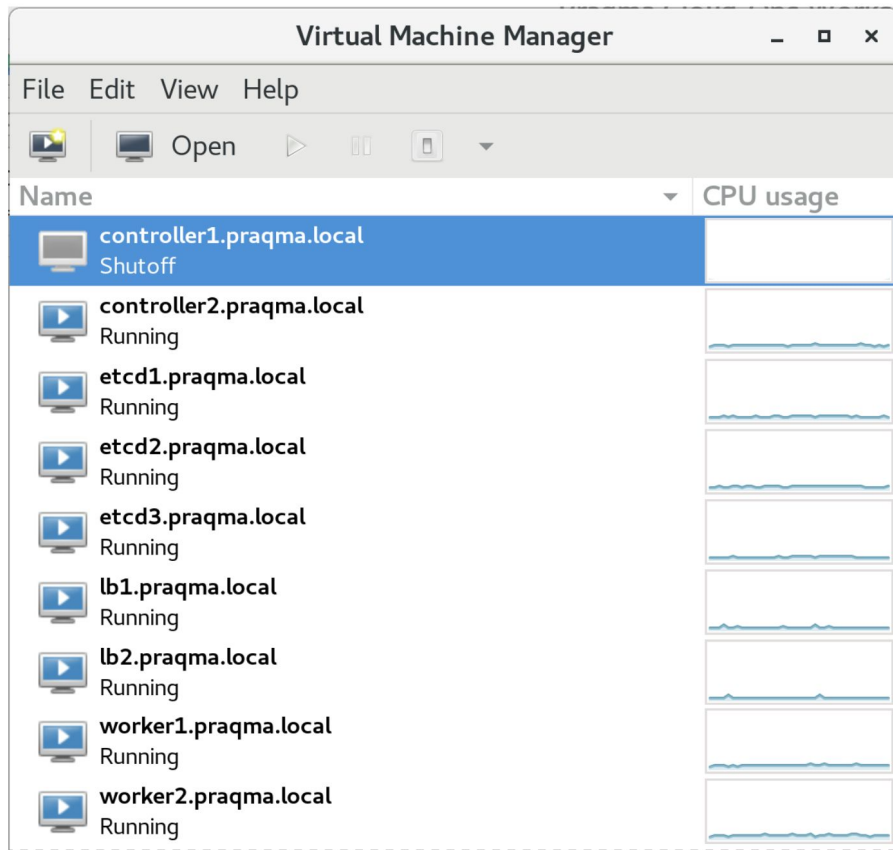 Virtual Machine Manager
File Edit View Help
Open
Name CPU usage
controller1.praqma.local
Shutoff
controller2.praqma.local
Running
etcd1.praqma.local
Running
etcd2.praqma.local
Running
etcd3.praqma.local
Running
lb1.praqma.local
Running
lb2.praqma.local
Running
worker1.praqma.local
Running
worker2.praqma.local
Running